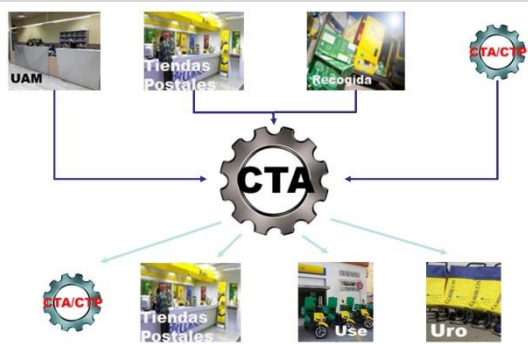 UAM
Tiendas
Postales
Recogida
CTA/CTP
CTA
CTA/CTP
Tiendas
Postales
Use
Uro